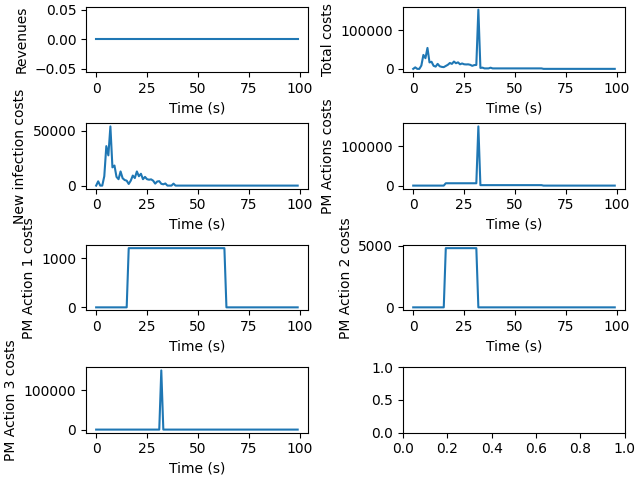 Revenues
0.05
0.00
−0.05
0 25 50 75 100
Time (s)
Total costs
100000
0
0 25 50 75 100
Time (s)
New infection costs
50000
0
0 25 50 75 100
Time (s)
PM Actions costs
100000
0
0 25 50 75 100
Time (s)
PM Action 1 costs
1000
0
0 25 50 75 100
Time (s)
PM Action 2 costs
5000
0
0 25 50 75 100
Time (s)
PM Action 3 costs
100000
0
0 25 50 75 100
Time (s)
1.0
0.5
0.0
0.0 0.2 0.4 0.6 0.8 1.0